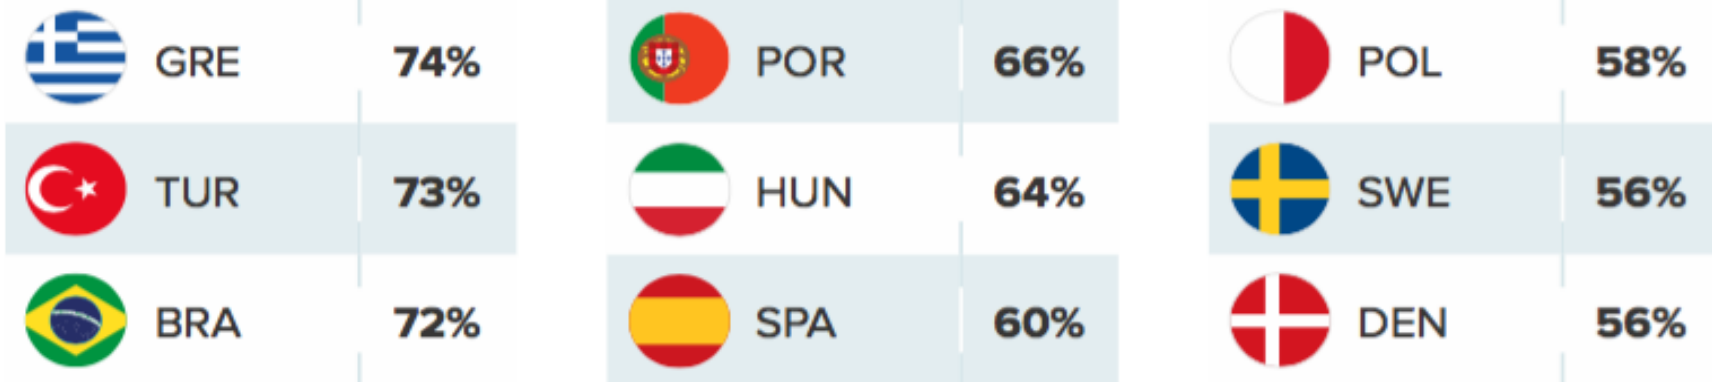 GRE 74%
TUR 73%
BRA 72%
POR 66%
HUN 64%
SPA 60%
POL 58%
SWE 56%
DEN 56%